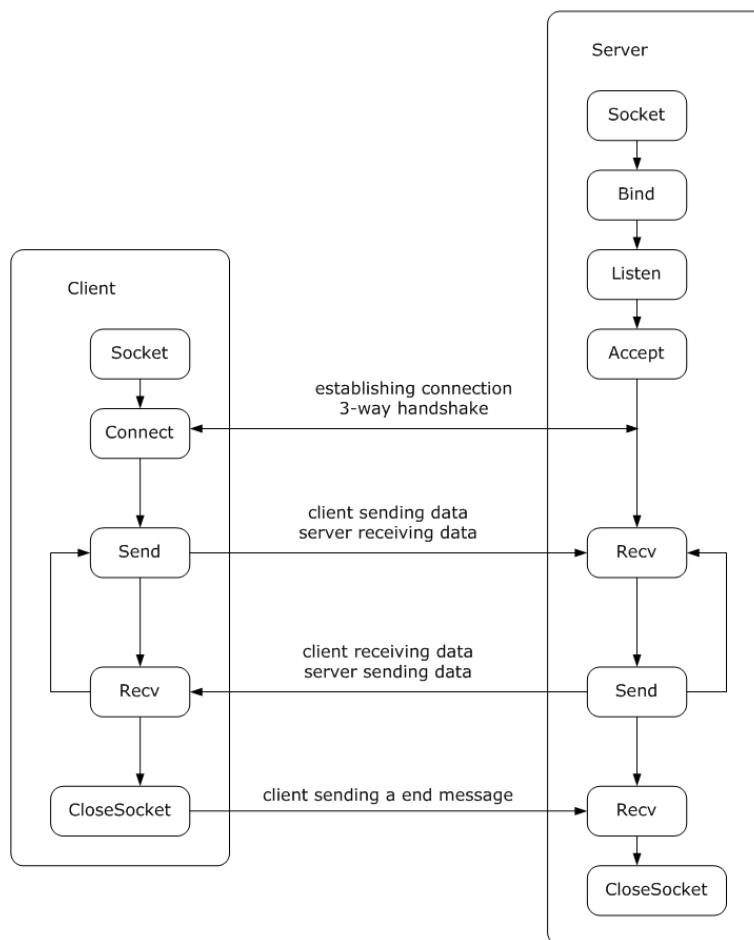 Server
Socket
Bind
Listen
Client
Accept
Socket
establishing connection
3-way handshake
Connect
client sending data
server receiving data
Send
Recv
client receiving data
server sending data
Recv
Send
CloseSocket
client sending a end message
Recv
CloseSocket